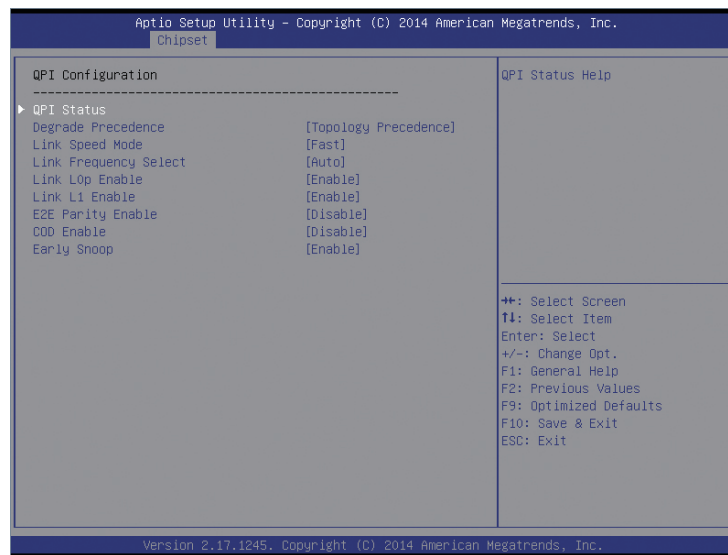 Aptio Setup Utility – Copyright (C) 2014 American Megatrends, Inc.
Chipset
QPI Configuration
QPI Status
Degrade Precedence [Topology Precedence]
Link Speed Mode [Fast]
Link Frequency Select [Auto]
Link L0p Enable [Enable]
Link L1 Enable [Enable]
E2E Parity Enable [Disable]
COD Enable [Disable]
Early Snoop [Enable]
QPI Status Help
→←: Select Screen
↑↓: Select Item
Enter: Select
+/-: Change Opt.
F1: General Help
F2: Previous Values
F9: Optimized Defaults
F10: Save & Exit
ESC: Exit
Version 2.17.1245. Copyright (C) 2014 American Megatrends, Inc.